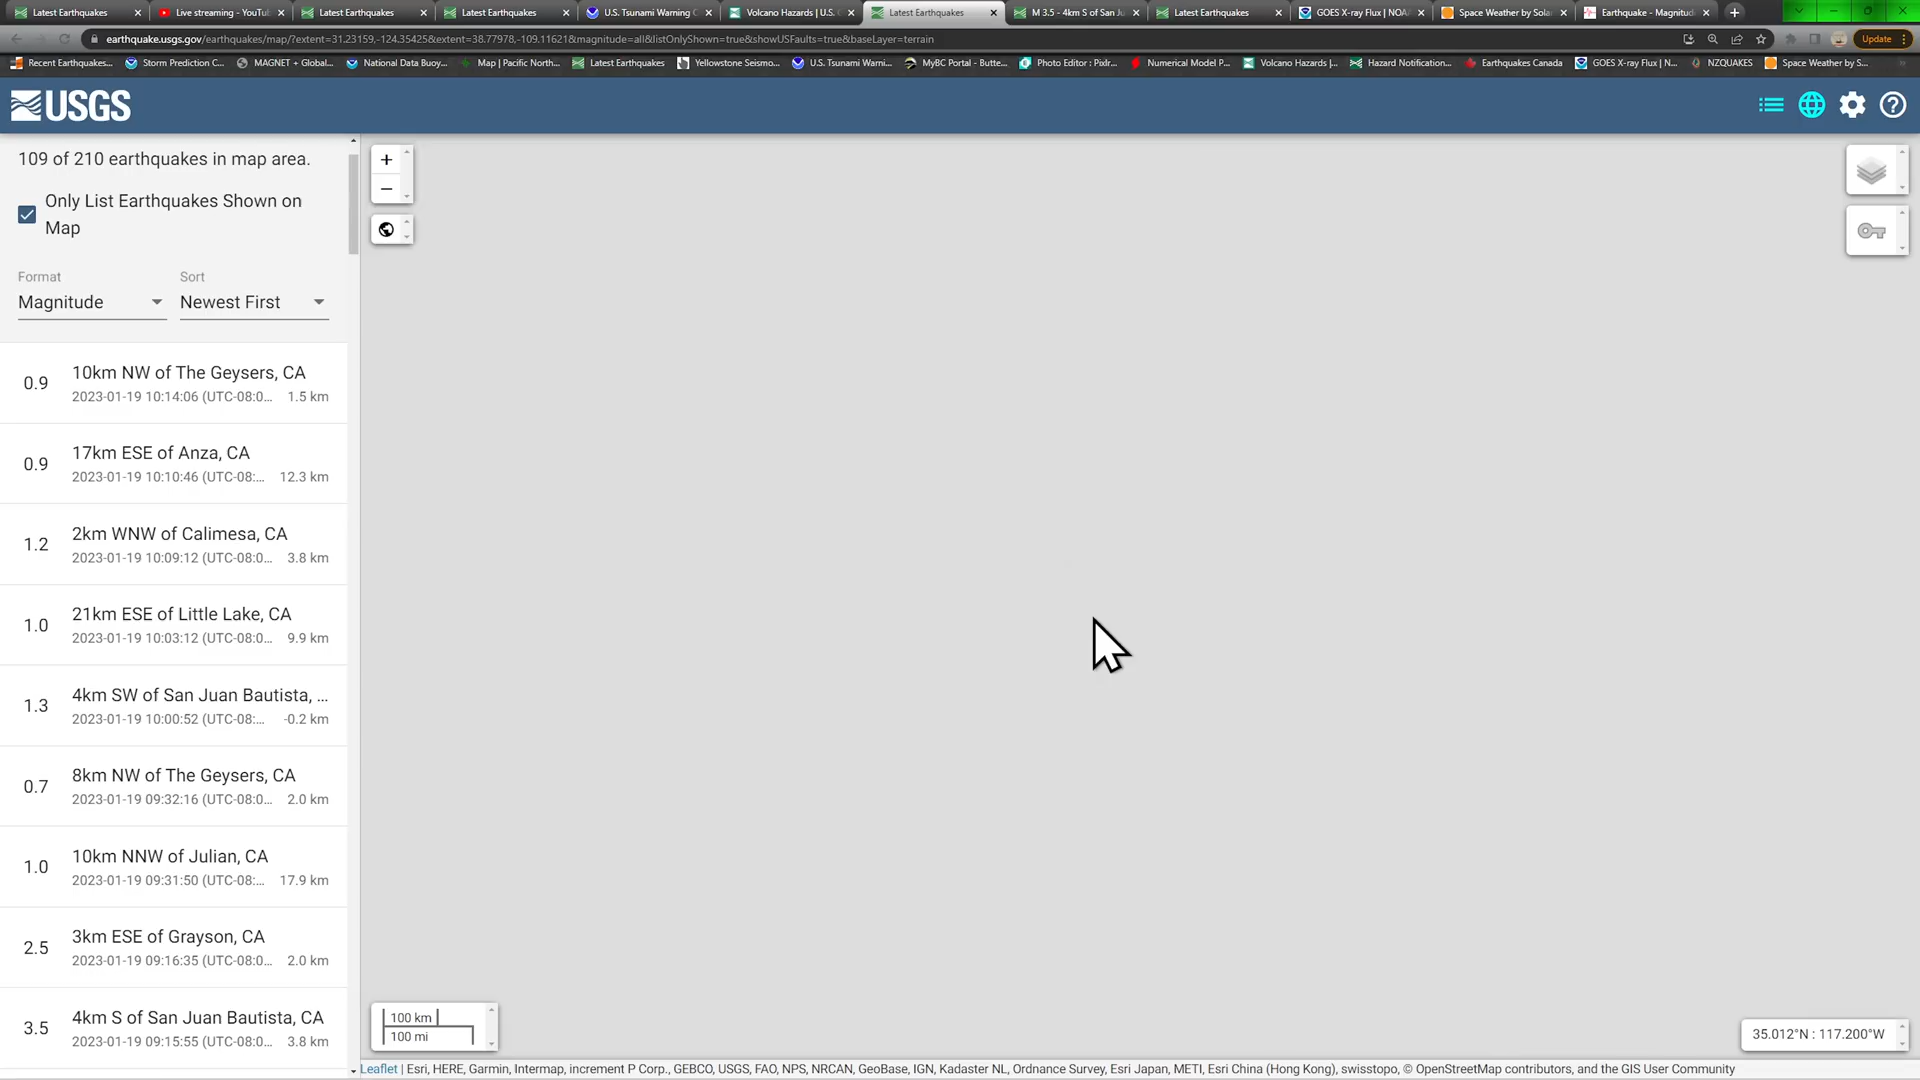 Latest Earthquakes
Live streaming - YouTu
Latest Earthquakes
Latest Earthquakes
U.S. Tsunami Warning C
Volcano Hazards | U.S. G
Latest Earthquakes
M 3.5 - 4km S of San Ju
Latest Earthquakes
GOES X-ray Flux | NOA
Space Weather by Sola
Earthquake - Magnitud
earthquake.usgs.gov/earthquakes/map/?extent=31.23159,-124.35425&extent=38.77978,-109.11621&magnitude=all&listOnlyShown=true&showUSFaults=true&baseLayer=terrain
Update
Recent Earthquakes...
Storm Prediction C...
MAGNET + Global...
National Data Buoy...
Map | Pacific North...
Latest Earthquakes
Yellowstone Seismo...
U.S. Tsunami Warni...
MyBC Portal - Butte...
Photo Editor : Pixlr...
Numerical Model P...
Volcano Hazards |...
Hazard Notification...
Earthquakes Canada
GOES X-ray Flux | N...
NZQUAKES
Space Weather by S...
USGS
109 of 210 earthquakes in map area.
Only List Earthquakes Shown on
Map
Format
Sort
Magnitude
Newest First
0.9
10km NW of The Geysers, CA
2023-01-19 10:14:06 (UTC-08:0... 1.5 km
0.9
17km ESE of Anza, CA
2023-01-19 10:10:46 (UTC-08:... 12.3 km
1.2
2km WNW of Calimesa, CA
2023-01-19 10:09:12 (UTC-08:0... 3.8 km
1.0
21km ESE of Little Lake, CA
2023-01-19 10:03:12 (UTC-08:0... 9.9 km
1.3
4km SW of San Juan Bautista, ...
2023-01-19 10:00:52 (UTC-08:... -0.2 km
0.7
8km NW of The Geysers, CA
2023-01-19 09:32:16 (UTC-08:0... 2.0 km
1.0
10km NNW of Julian, CA
2023-01-19 09:31:50 (UTC-08:... 17.9 km
2.5
3km ESE of Grayson, CA
2023-01-19 09:16:35 (UTC-08:0... 2.0 km
3.5
4km S of San Juan Bautista, CA
2023-01-19 09:15:55 (UTC-08:0... 3.8 km
100 km
100 mi
35.012°N : 117.200°W
Leaflet | Esri, HERE, Garmin, Intermap, increment P Corp., GEBCO, USGS, FAO, NPS, NRCAN, GeoBase, IGN, Kadaster NL, Ordnance Survey, Esri Japan, METI, Esri China (Hong Kong), swisstopo, © OpenStreetMap contributors, and the GIS User Community